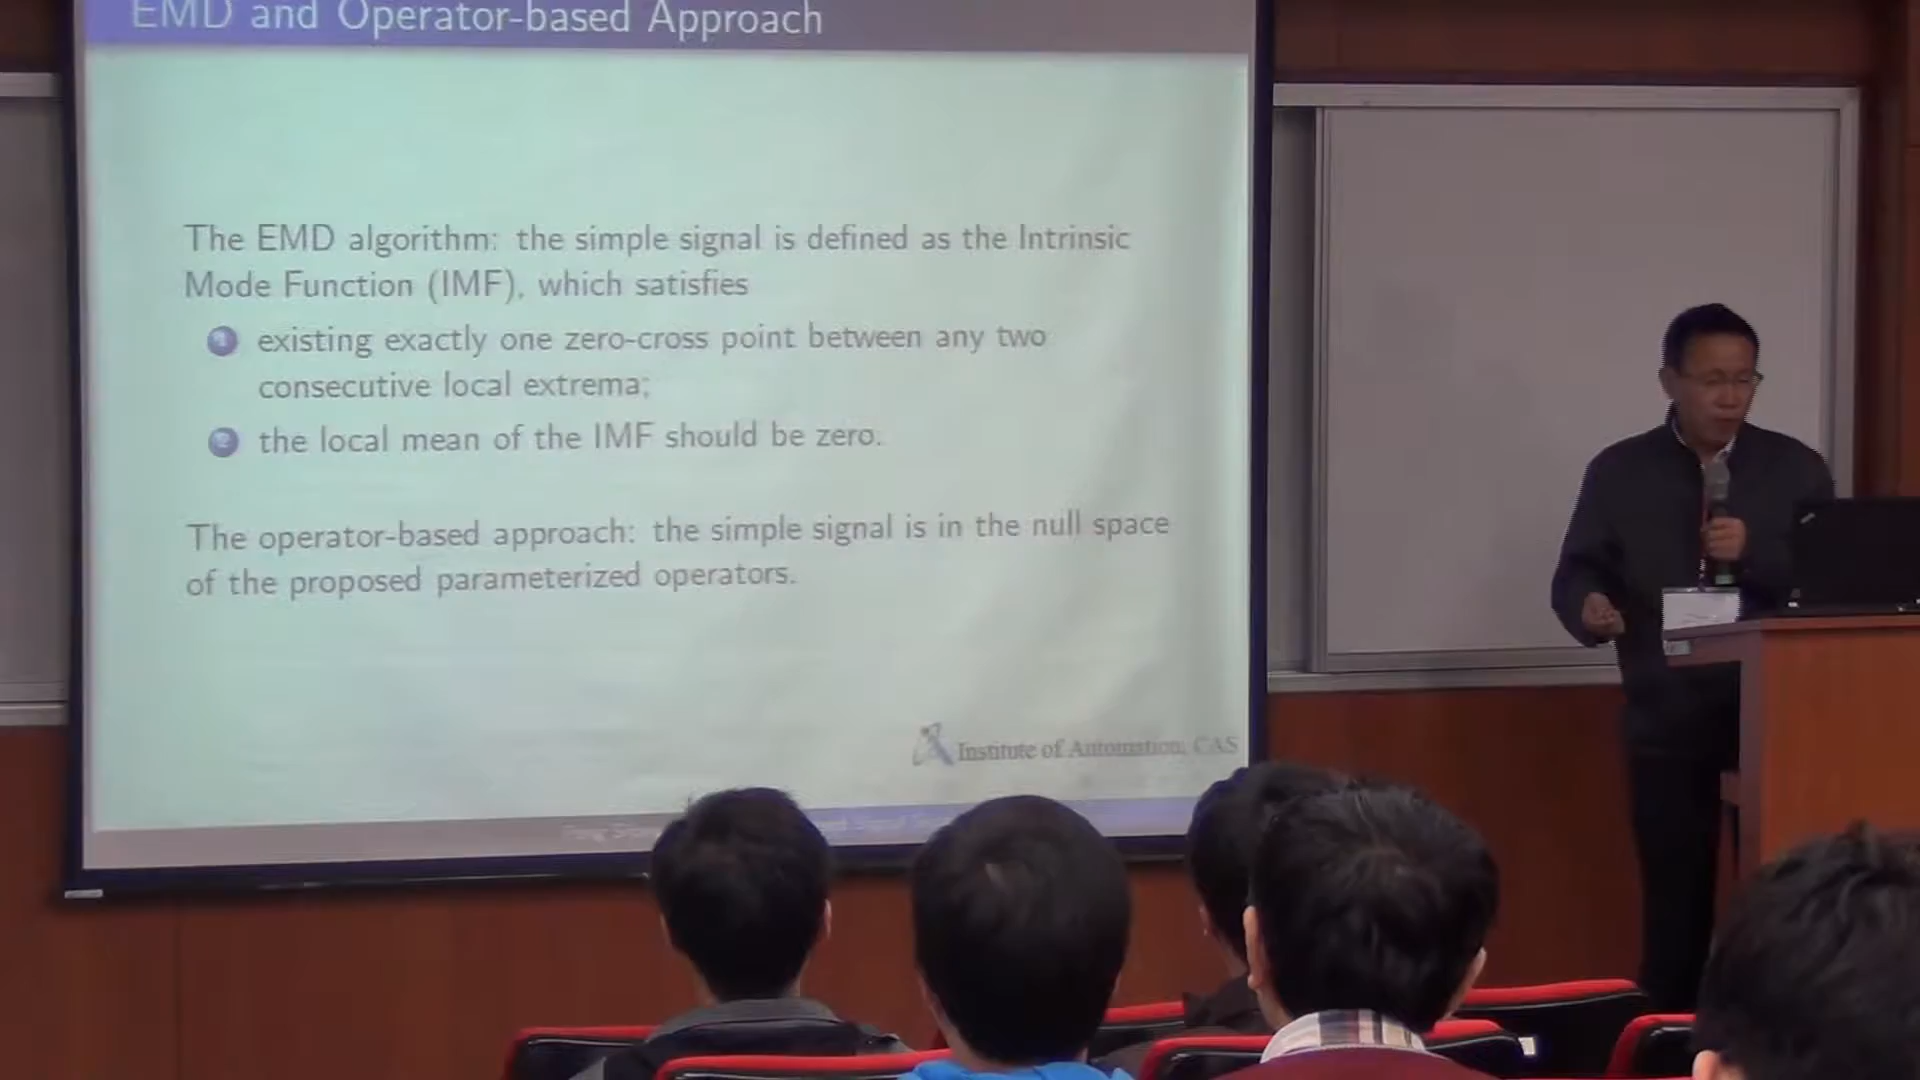 EMD and Operator-based Approach
The EMD algorithm: the simple signal is defined as the Intrinsic
Mode Function (IMF), which satisfies
1 existing exactly one zero-cross point between any two
consecutive local extrema;
2 the local mean of the IMF should be zero.
The operator-based approach: the simple signal is in the null space
of the proposed parameterized operators.
Institute of Automation, CAS